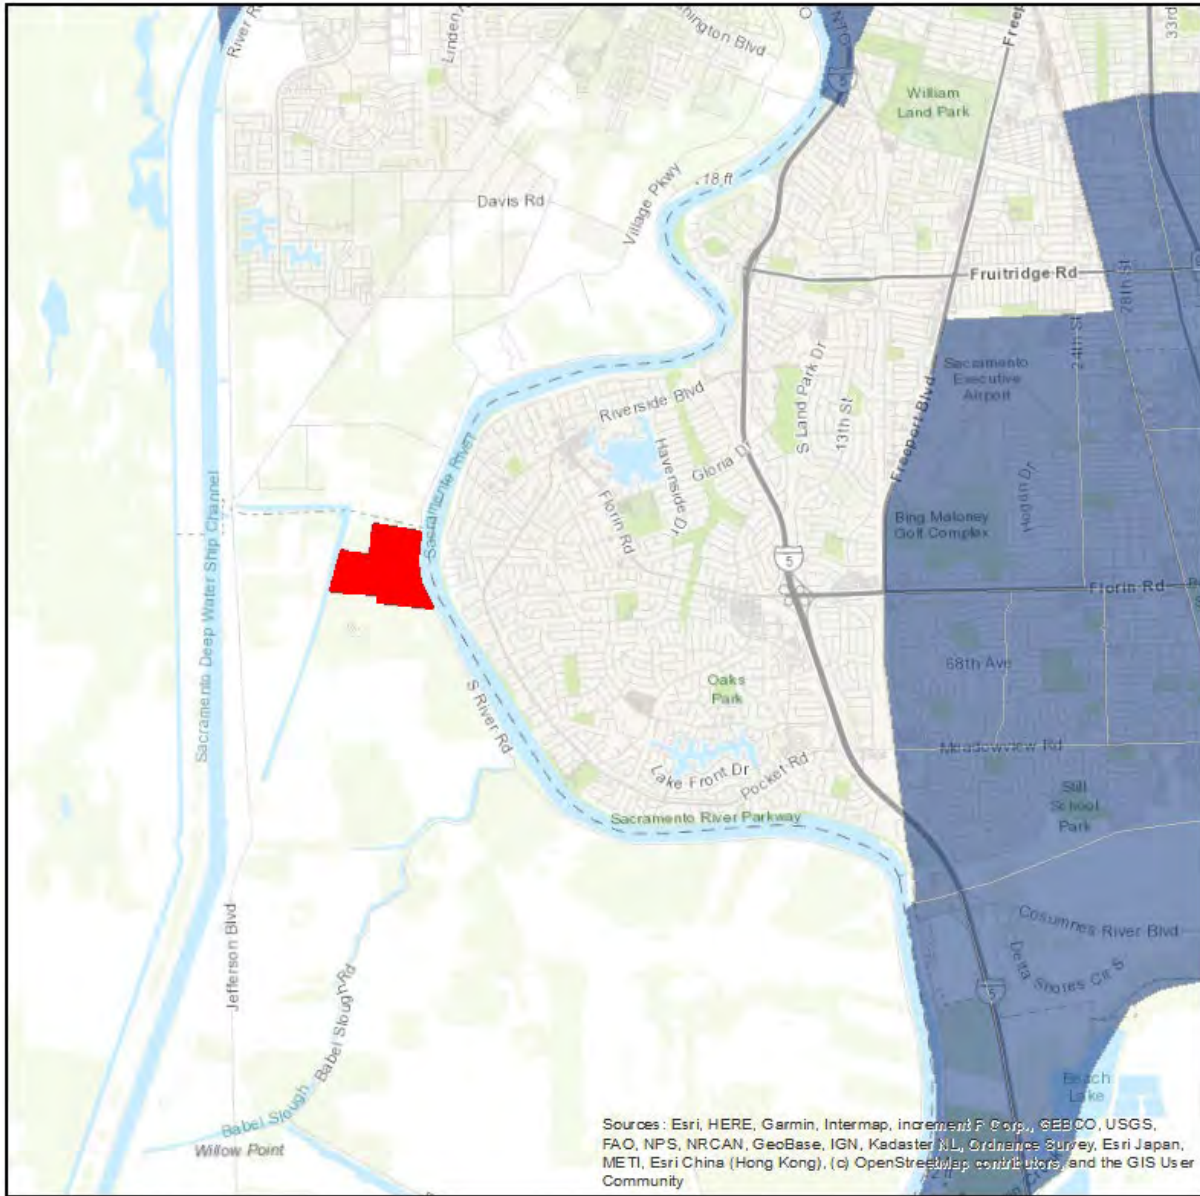 River R
Linden
hington Blvd
Freep
33rd
William
Land Park
18 ft
Village Pkwy
Davis Rd
Fruitridge Rd
28th St
24th St
Sacramento
Executive
Airport
S Land Park Dr
13th St
Freeport Blvd
Riverside Blvd
Havenside Dr
Gloria Dr
Florin Rd
Sacramento River
Hogan Dr
Bing Maloney
Golf Complex
Sacramento Deep Water Ship Channel
5
Florin Rd
68th Ave
Oaks
Park
S River Rd
Meadowview Rd
Lake Front Dr
Pocket Rd
Still
School
Park
Sacramento River Parkway
Cosumnes River Blvd
Delta Shores Cir S
5
Jefferson Blvd
Babel Slough Rd
Beach
Lake
Babel Slough
Willow Point
Sources: Esri, HERE, Garmin, Intermap, increment P Corp., GEBCO, USGS,
FAO, NPS, NRCAN, GeoBase, IGN, Kadaster NL, Ordnance Survey, Esri Japan,
METI, Esri China (Hong Kong), (c) OpenStreetMap contributors, and the GIS User
Community